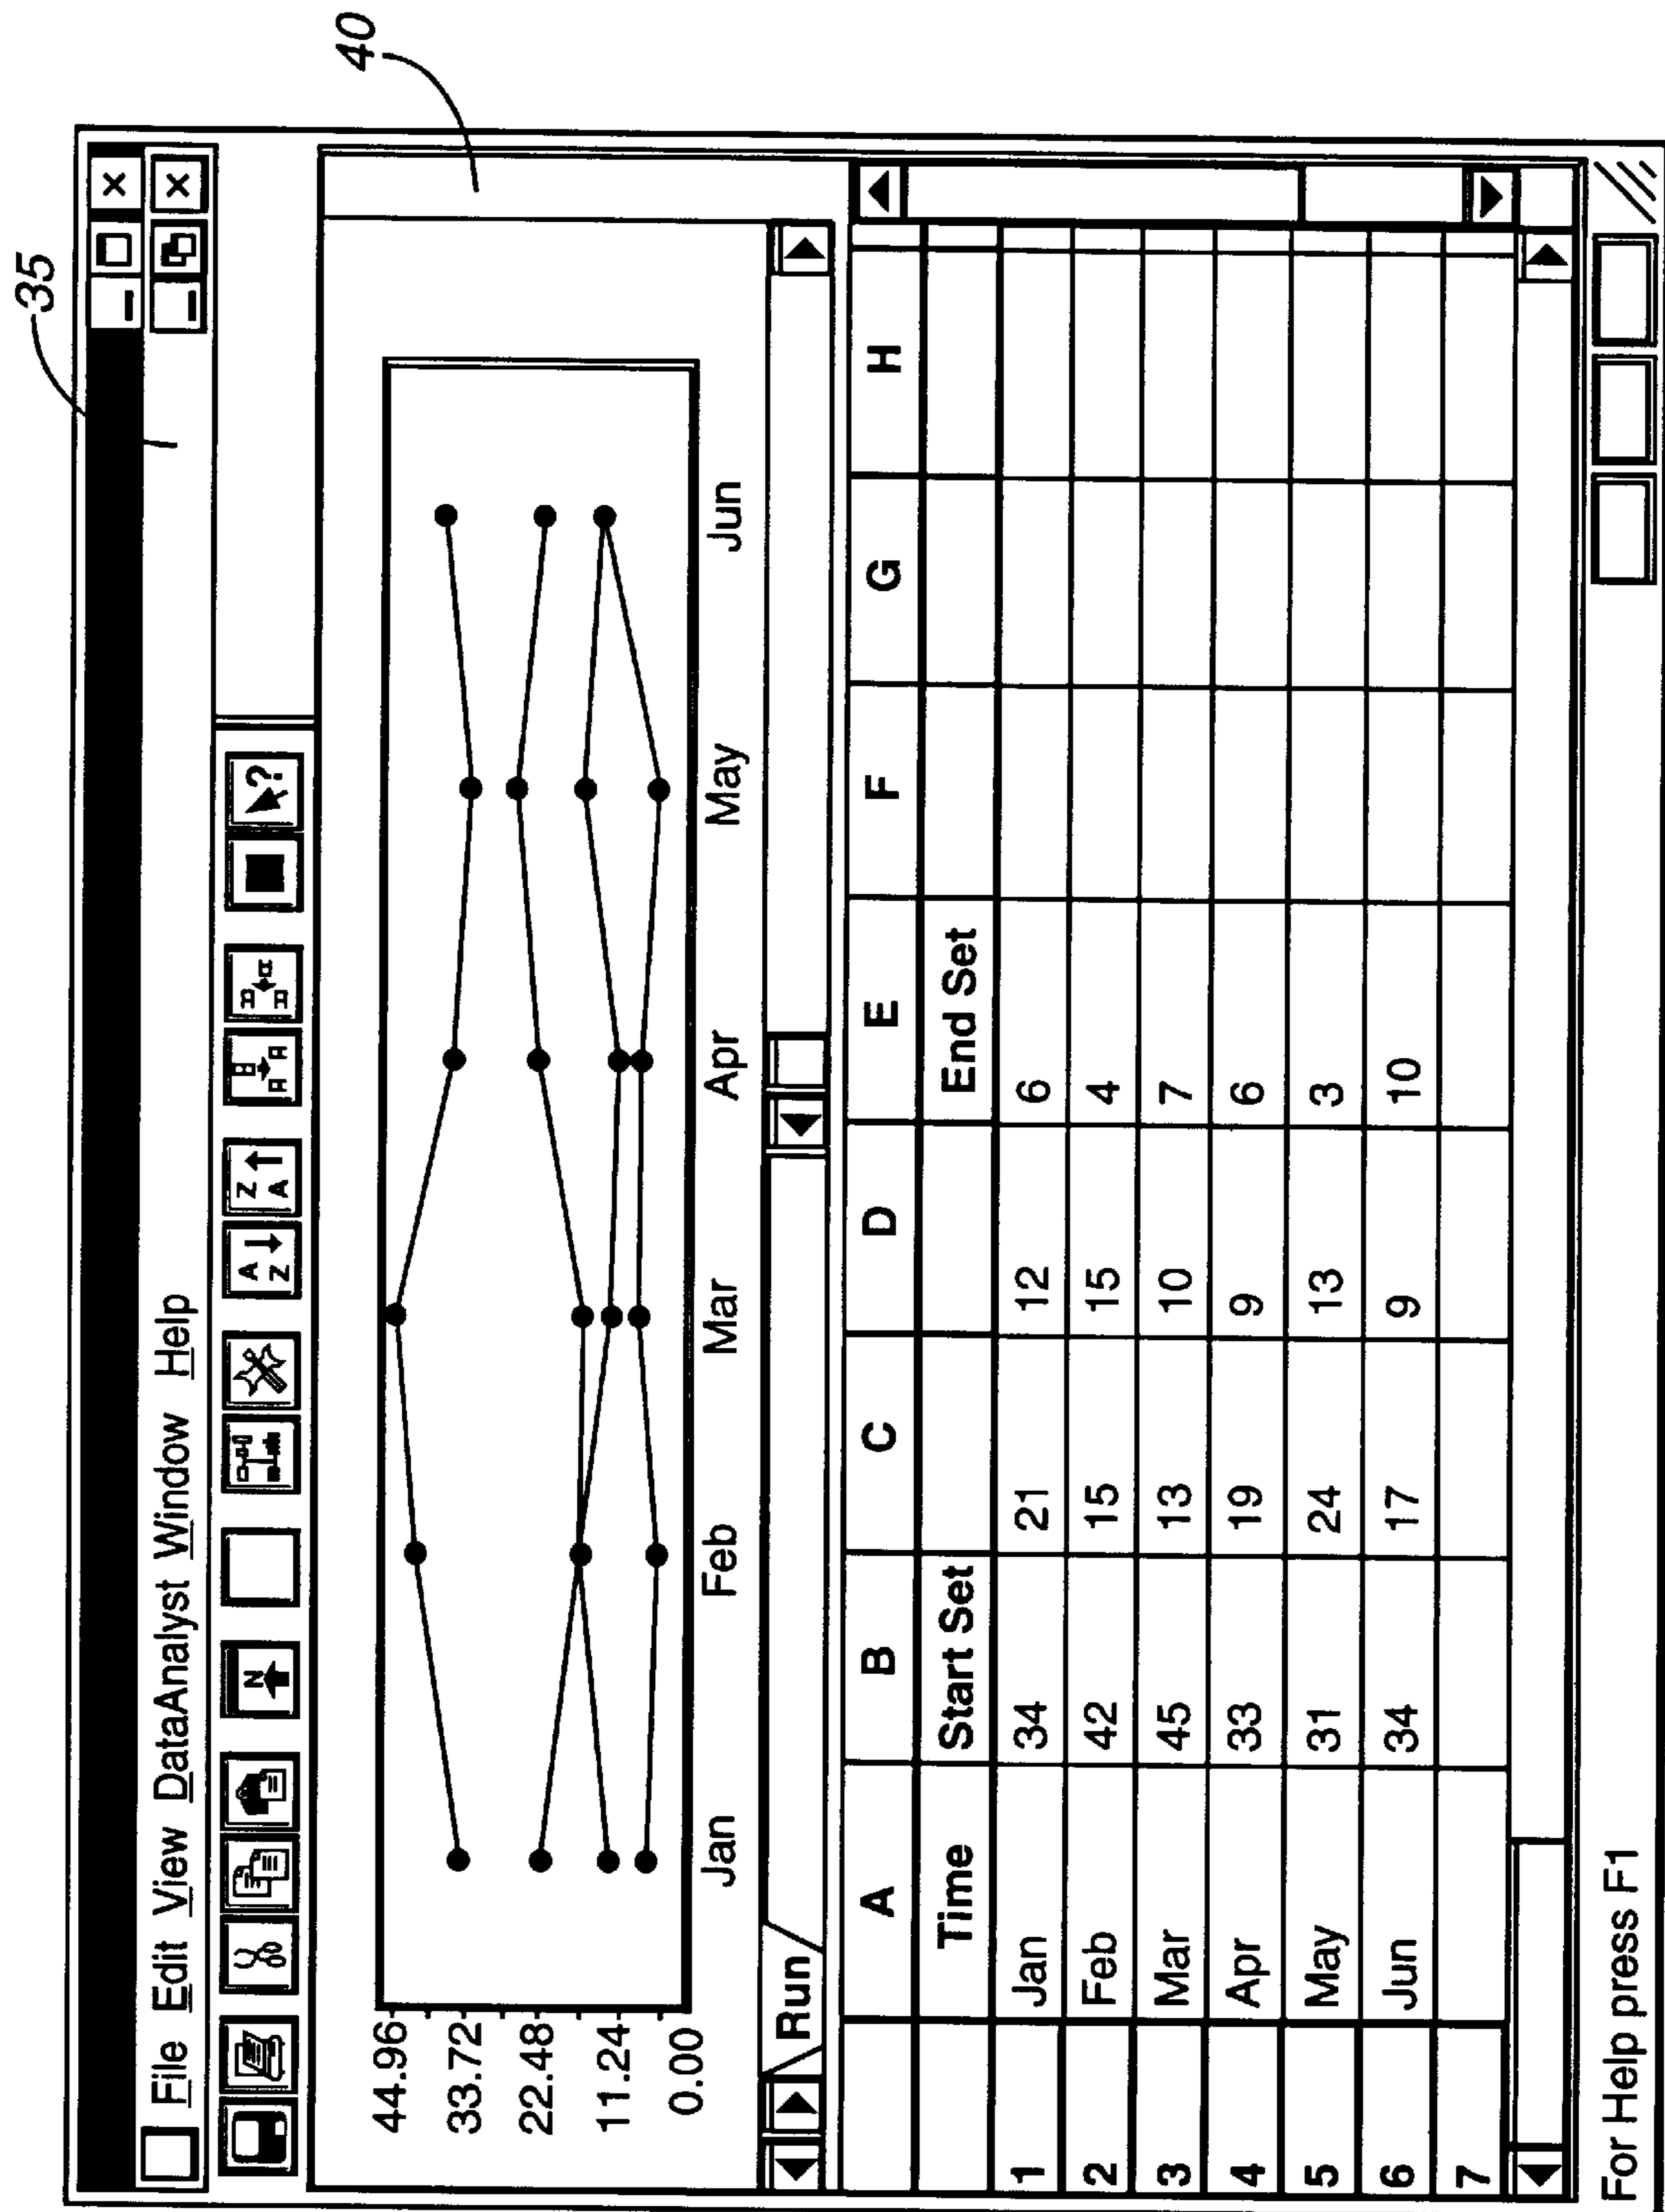 35
File Edit View DataAnalyst Window Help
N
A Z
Z A
?
40
44.96
33.72
22.48
11.24
0.00
Jan Feb Mar Apr May Jun
Run
A B C D E F G H
Time Start Set End Set
1 Jan 34 21 12 6
2 Feb 42 15 15 4
3 Mar 45 13 10 7
4 Apr 33 19 9 6
5 May 31 24 13 3
6 Jun 34 17 9 10
7
For Help press F1